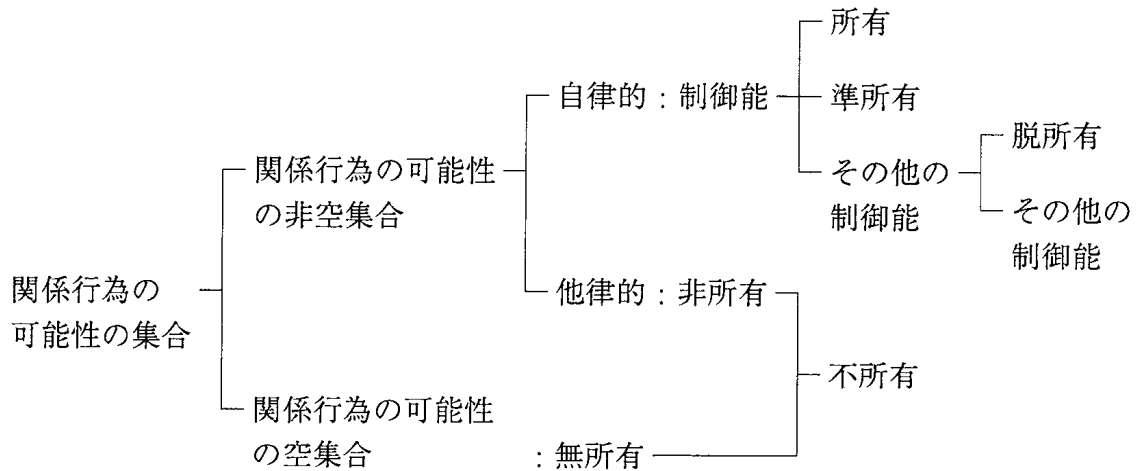 所有
自律的：制御能
準所有
脱所有
関係行為の可能性
の非空集合
その他の
制御能
その他の
制御能
関係行為の
可能性の集合
他律的：非所有
不所有
関係行為の可能性
の空集合
：無所有